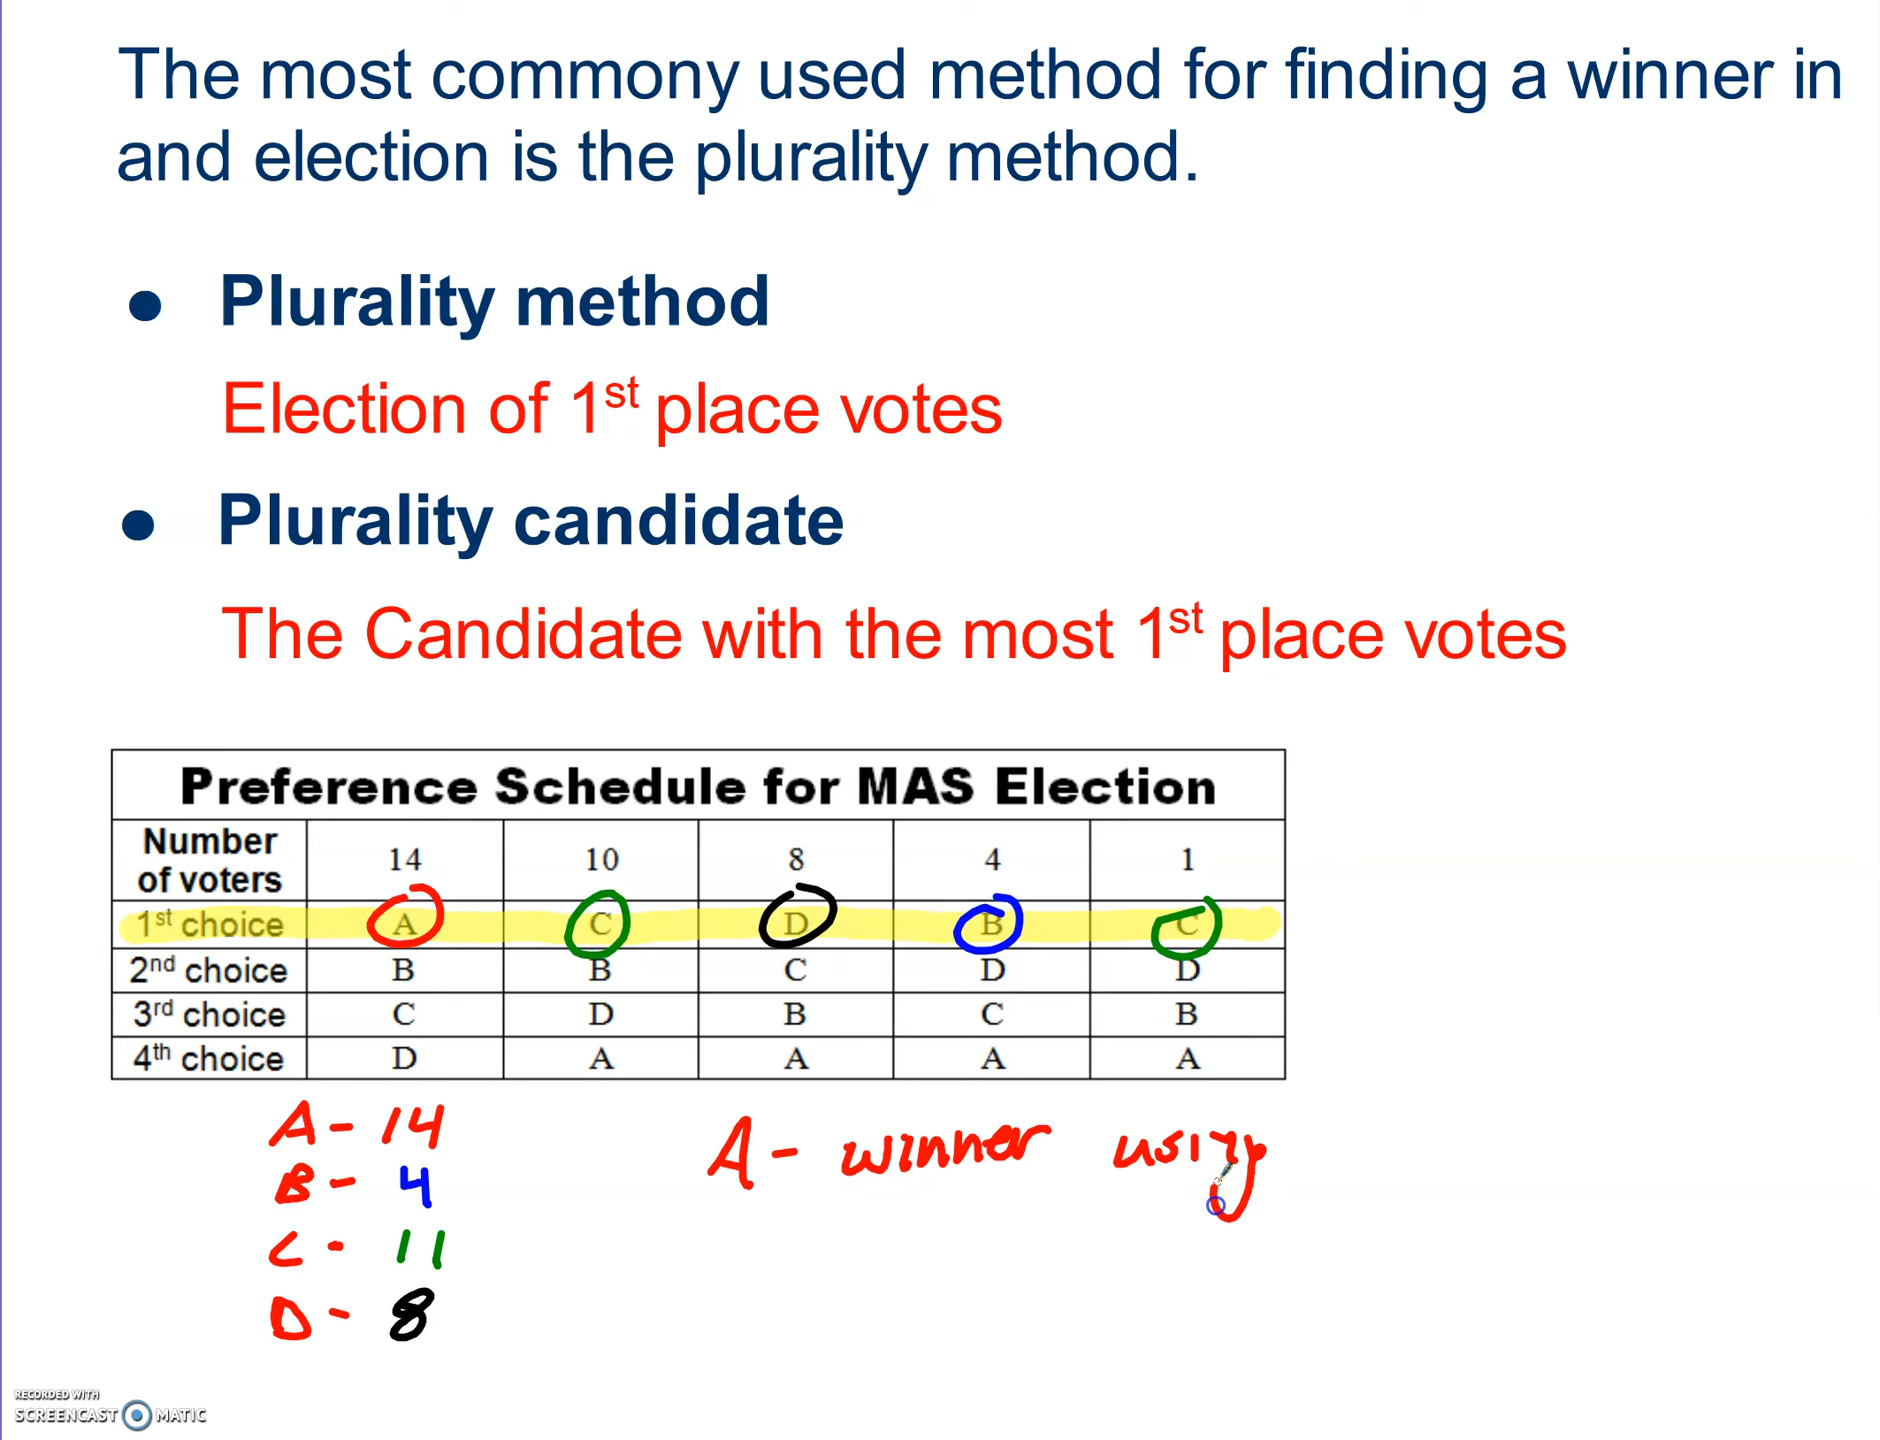 The most commony used method for finding a winner in
and election is the plurality method.
● Plurality method
Election of 1st place votes
● Plurality candidate
The Candidate with the most 1st place votes
Preference Schedule for MAS Election
Number of voters 14 10 8 4 1
1st choice A C D B C
2nd choice B B C D D
3rd choice C D B C B
4th choice D A A A A
A - 14
A - winner using
B - 4
C - 11
D - 8
RECORDED WITH
SCREENCAST MATIC